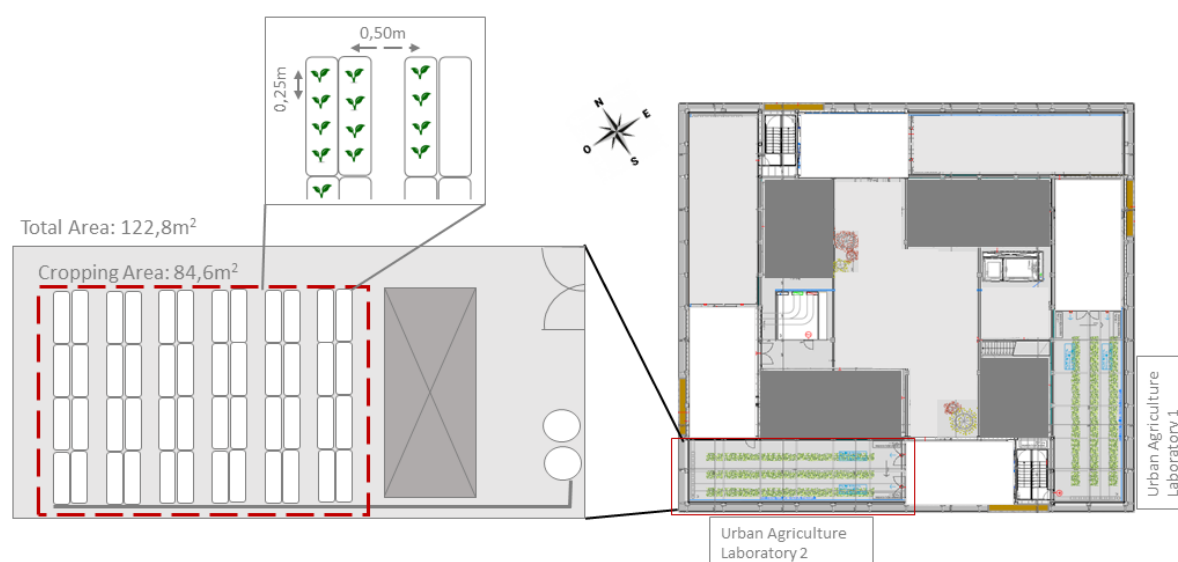 0,50m
0,25m
N
E
O
S
Total Area: 122,8m²
Cropping Area: 84,6m²
Urban Agriculture
Laboratory 1
Urban Agriculture
Laboratory 2